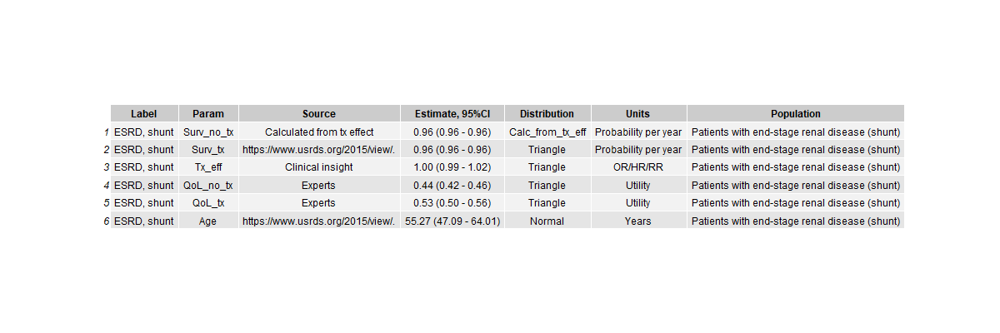 Label Param Source Estimate, 95%CI Distribution Units Population
1 ESRD, shunt Surv_no_tx Calculated from tx effect 0.96 (0.96 - 0.96) Calc_from_tx_eff Probability per year Patients with end-stage renal disease (shunt)
2 ESRD, shunt Surv_tx https://www.usrds.org/2015/view/. 0.96 (0.96 - 0.96) Triangle Probability per year Patients with end-stage renal disease (shunt)
3 ESRD, shunt Tx_eff Clinical insight 1.00 (0.99 - 1.02) Triangle OR/HR/RR Patients with end-stage renal disease (shunt)
4 ESRD, shunt QoL_no_tx Experts 0.44 (0.42 - 0.46) Triangle Utility Patients with end-stage renal disease (shunt)
5 ESRD, shunt QoL_tx Experts 0.53 (0.50 - 0.56) Triangle Utility Patients with end-stage renal disease (shunt)
6 ESRD, shunt Age https://www.usrds.org/2015/view/. 55.27 (47.09 - 64.01) Normal Years Patients with end-stage renal disease (shunt)